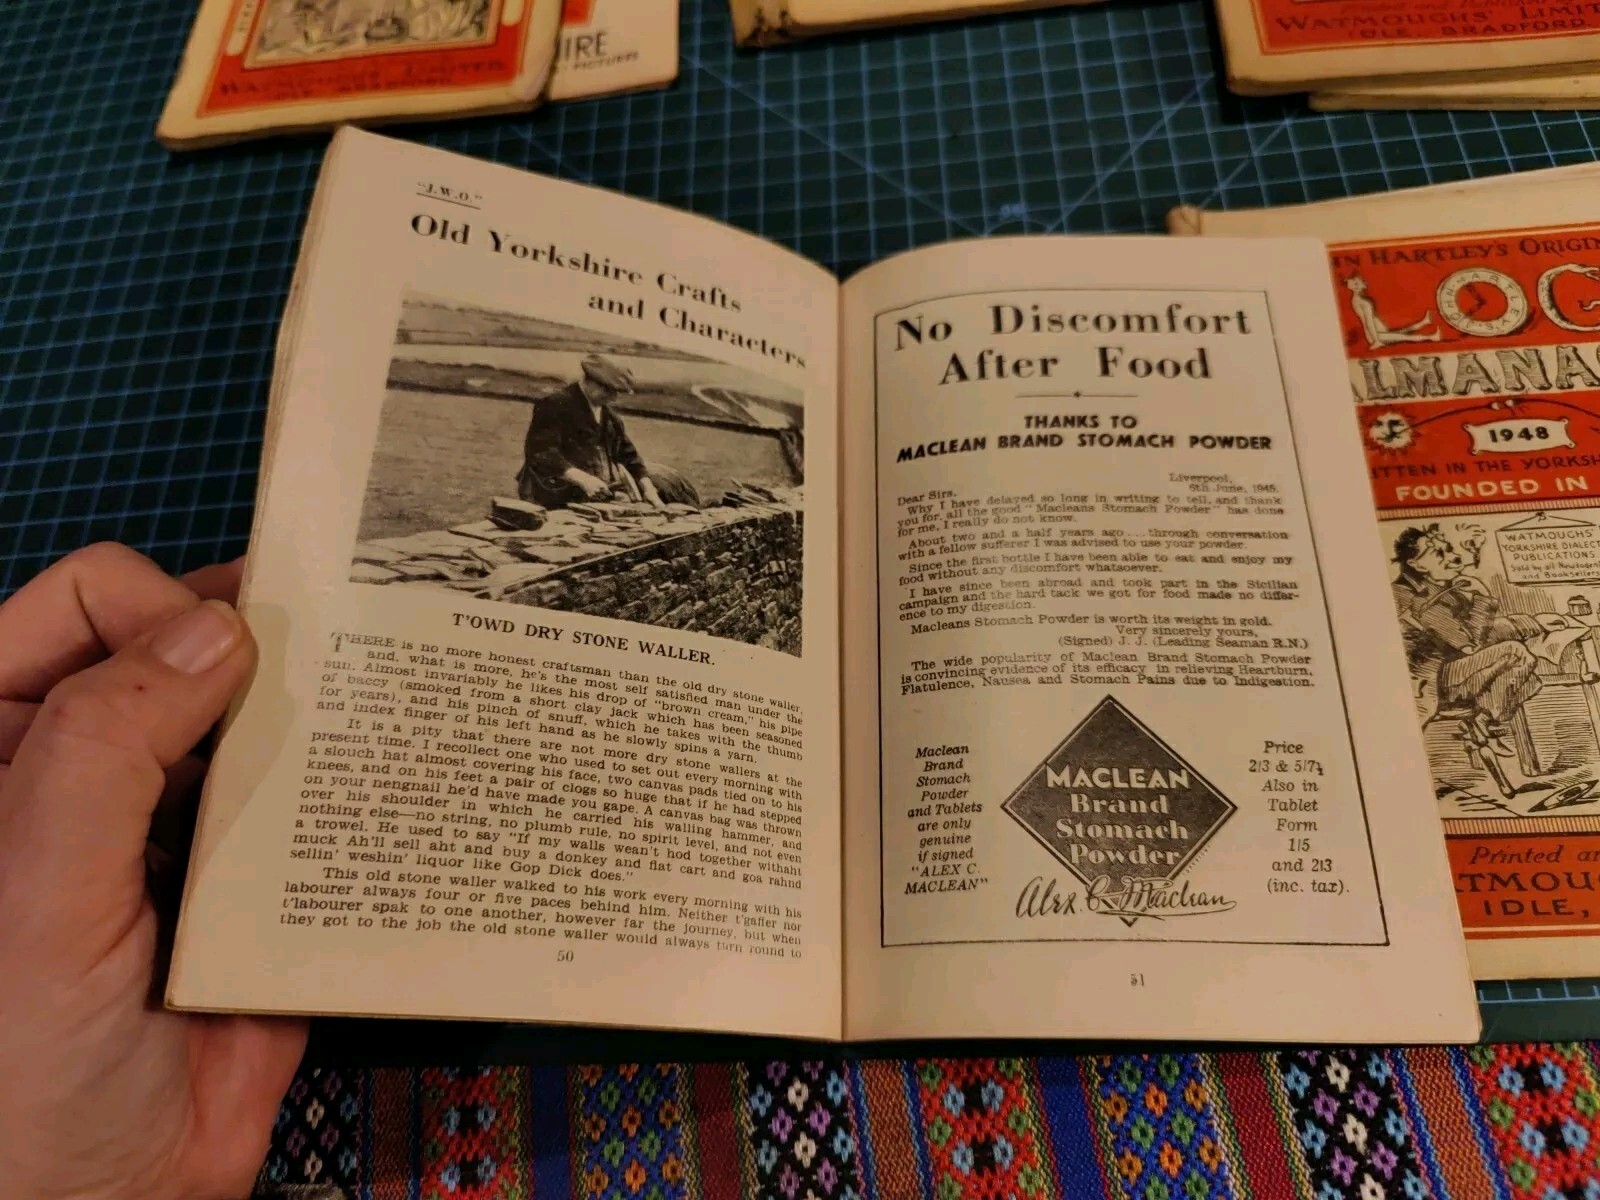 WATMOUGHS LIMITED
IRE
PICTURES
WATMOUGHS' LIMIT
IDLE, BRADFORD.
"J.W.O."
Old Yorkshire Crafts
and Characters
T'OWD DRY STONE WALLER.
THERE is no more honest craftsman than the old dry stone waller,
and, what is more, he's the most self satisfied man under the
sun. Almost invariably he likes his drop of "brown cream," his pipe
of baccy (smoked from a short clay jack which has been seasoned
for years), and his pinch of snuff, which he takes with the thumb
and index finger of his left hand as he slowly spins a yarn.
It is a pity that there are not more dry stone wallers at the
present time. I recollect one who used to set out every morning with
a slouch hat almost covering his face, two canvas pads tied on to his
knees, and on his feet a pair of clogs so huge that if he had stepped
on your nengnail he'd have made you gape. A canvas bag was thrown
over his shoulder in which he carried his walling hammer, and
nothing else—no string, no plumb rule, no spirit level, and not even
a trowel. He used to say "If my walls wean't hod together withaht
muck Ah'll sell aht and buy a donkey and flat cart and goa rahnd
sellin' weshin' liquor like Gop Dick does."
This old stone waller walked to his work every morning with his
labourer always four or five paces behind him. Neither t'gaffer nor
t'labourer spak to one another, however far the journey, but when
they got to the job the old stone waller would always turn round to
50
No Discomfort
After Food
THANKS TO
MACLEAN BRAND STOMACH POWDER
Liverpool,
5th June, 1945.
Dear Sirs.
Why I have delayed so long in writing to tell, and thank
you for, all the good "Macleans Stomach Powder" has done
for me, I really do not know.
About two and a half years ago...through conversation
with a fellow sufferer I was advised to use your powder.
Since the first bottle I have been able to eat and enjoy my
food without any discomfort whatsoever.
I have since been abroad and took part in the Sicilian
campaign and the hard tack we got for food made no differ-
ence to my digestion.
Macleans Stomach Powder is worth its weight in gold.
Very sincerely yours,
(Signed) J. J. (Leading Seaman R.N.)
The wide popularity of Maclean Brand Stomach Powder
is convincing evidence of its efficacy in relieving Heartburn,
Flatulence, Nausea and Stomach Pains due to Indigestion.
Maclean
Brand
Stomach
Powder
and Tablets
are only
genuine
if signed
"ALEX C.
MACLEAN"
MACLEAN
Brand
Stomach
Powder
Alex. C. Maclean
Price
2/3 & 5/7½
Also in
Tablet
Form
1/5
and 2/3
(inc. tax).
51
N HARTLEY'S ORIGIN
CLOC
ALMANAC
1948
ITTEN IN THE YORKSH
FOUNDED IN
WATMOUGHS'
YORKSHIRE DIALECT
PUBLICATIONS
Sold by all Newsagents
and Booksellers
Printed an
ATMOUG
IDLE,